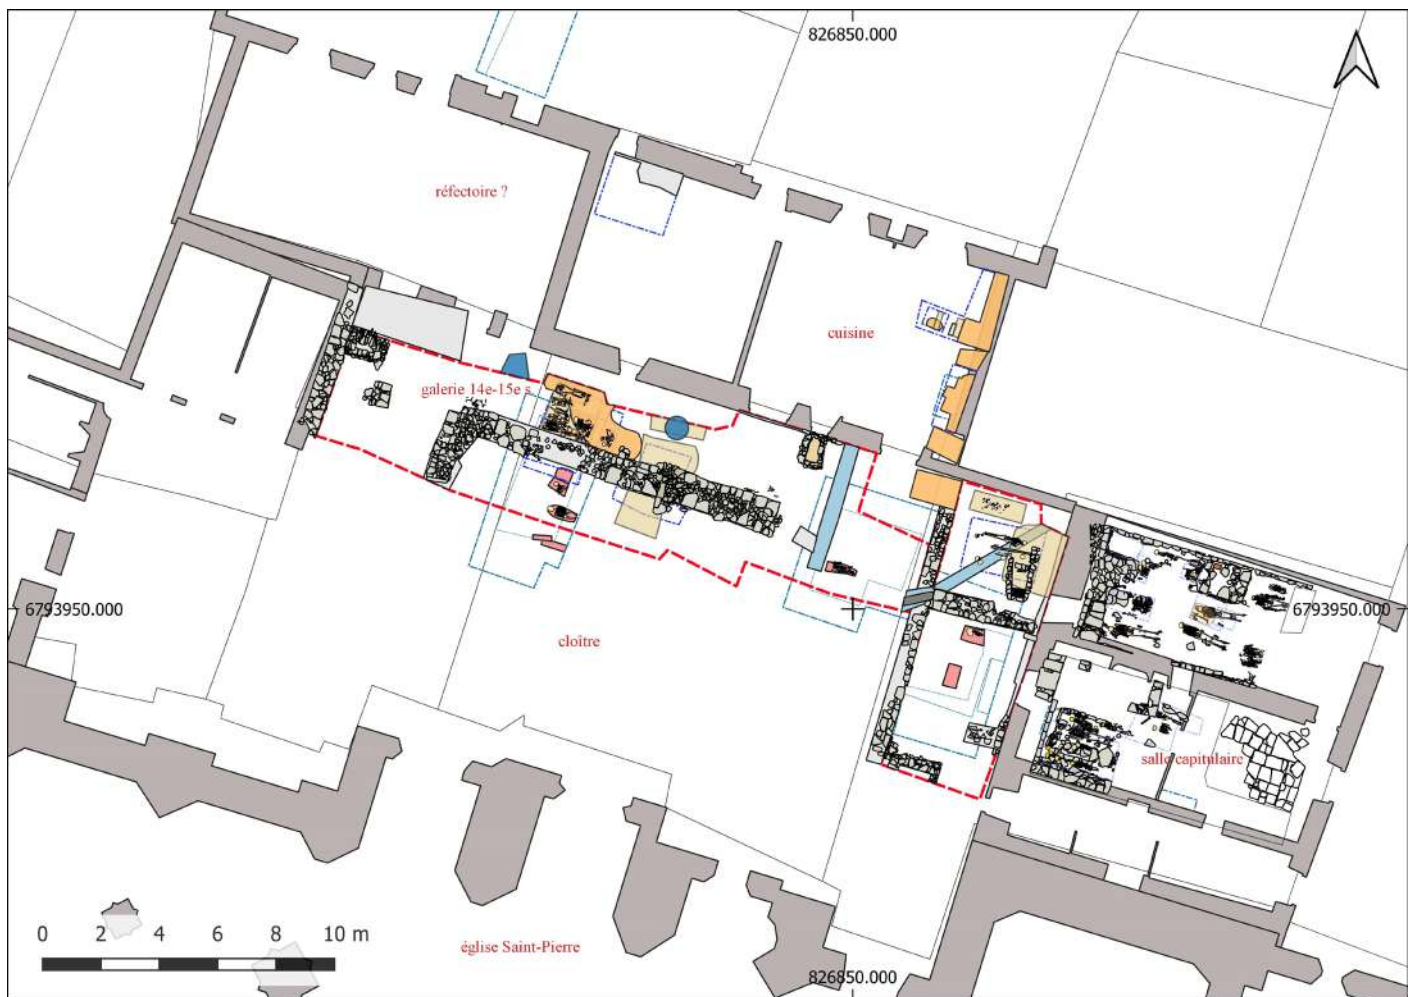 826850.000
réfectoire ?
cuisine
galerie 14e-15e s
6793950.000
6793950.000
cloître
salle capitulaire
0 2 4 6 8 10 m
église Saint-Pierre
826850.000